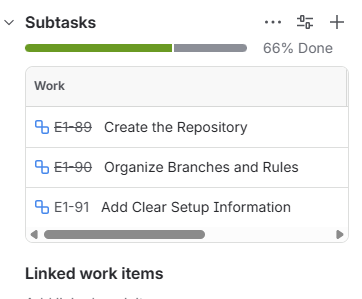 Subtasks
66% Done
Work
E1-89 Create the Repository
E1-90 Organize Branches and Rules
E1-91 Add Clear Setup Information
Linked work items